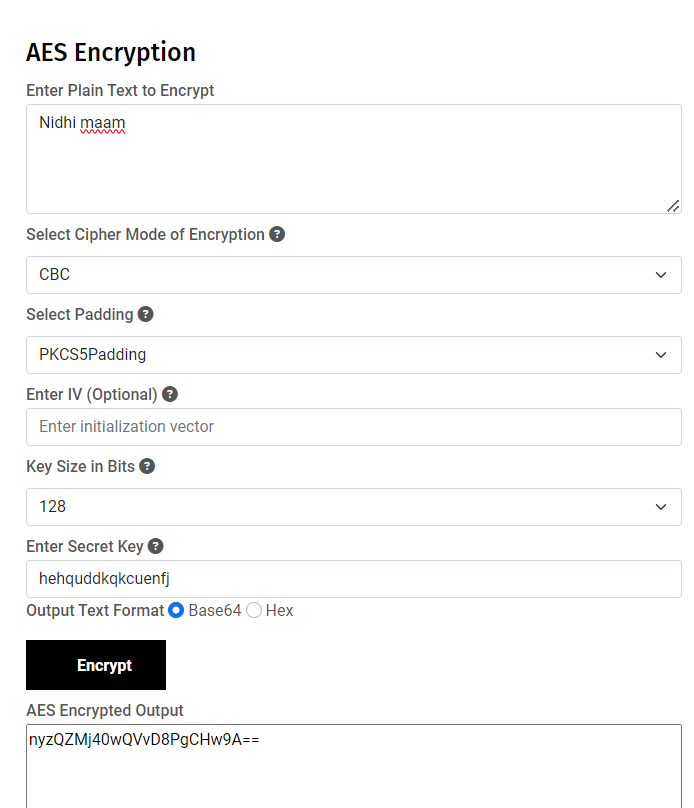 AES Encryption
Enter Plain Text to Encrypt
Nidhi maam
Select Cipher Mode of Encryption ?
CBC
Select Padding ?
PKCS5Padding
Enter IV (Optional) ?
Enter initialization vector
Key Size in Bits ?
128
Enter Secret Key ?
hehquddkqkcuenfj
Output Text Format Base64 Hex
Encrypt
AES Encrypted Output
nyzQZMj40wQVvD8PgCHw9A==